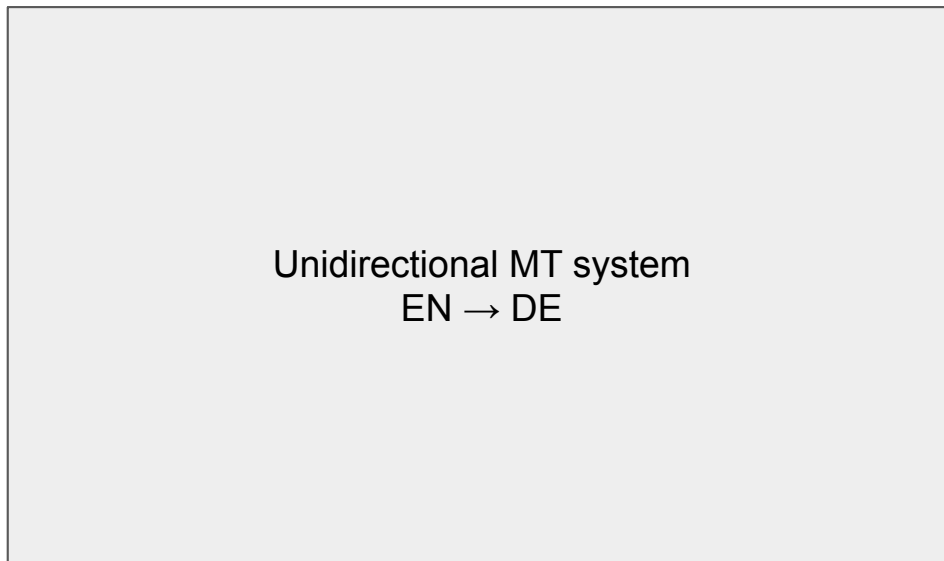 Unidirectional MT system
EN → DE